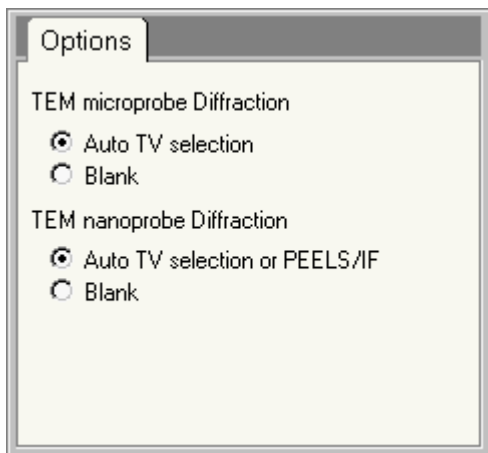 Options
TEM microprobe Diffraction
Auto TV selection
Blank
TEM nanoprobe Diffraction
Auto TV selection or PEELS/IF
Blank